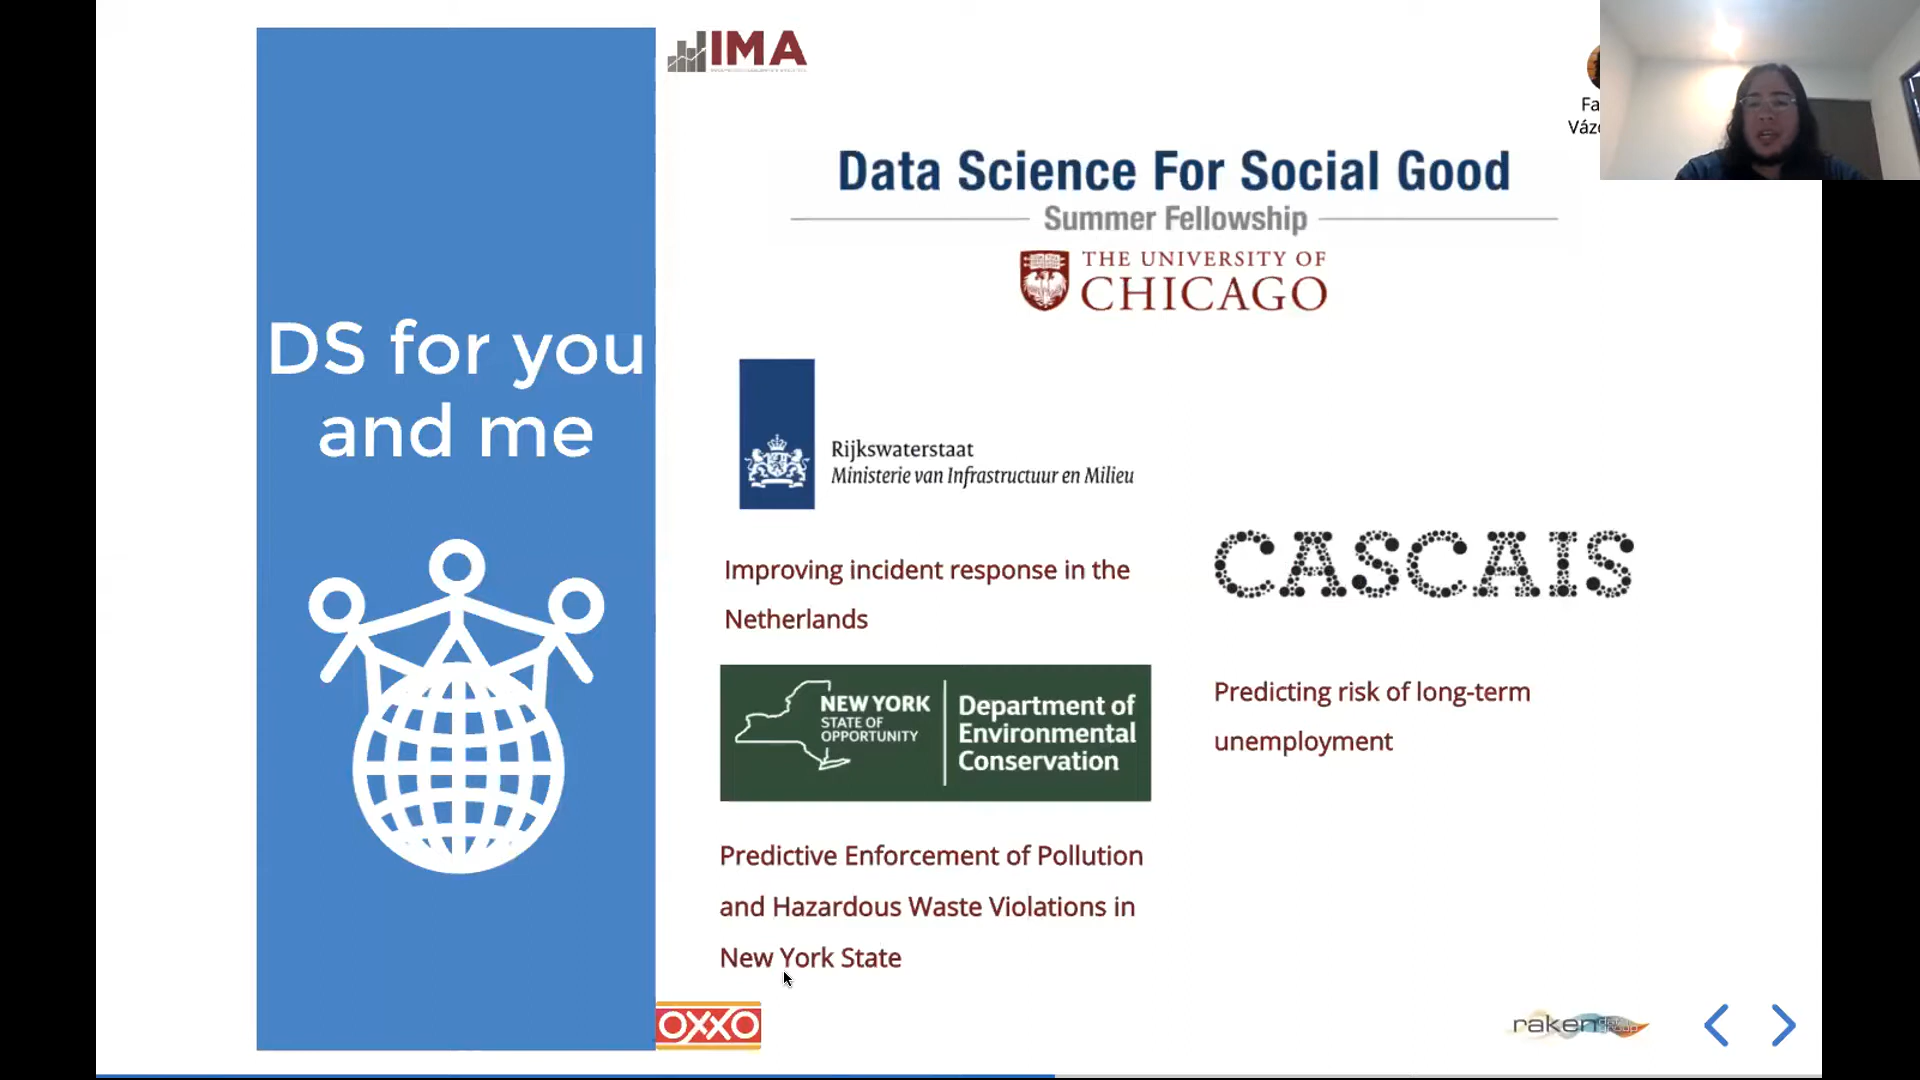 IMA
Data Science For Social Good
Summer Fellowship
THE UNIVERSITY OF
CHICAGO
DS for you
and me
Rijkswaterstaat
Ministerie van Infrastructuur en Milieu
Improving incident response in the
Netherlands
CASCAIS
Predicting risk of long-term
unemployment
NEW YORK
STATE OF
OPPORTUNITY
Department of
Environmental
Conservation
Predictive Enforcement of Pollution
and Hazardous Waste Violations in
New York State
OXXO
raken data group